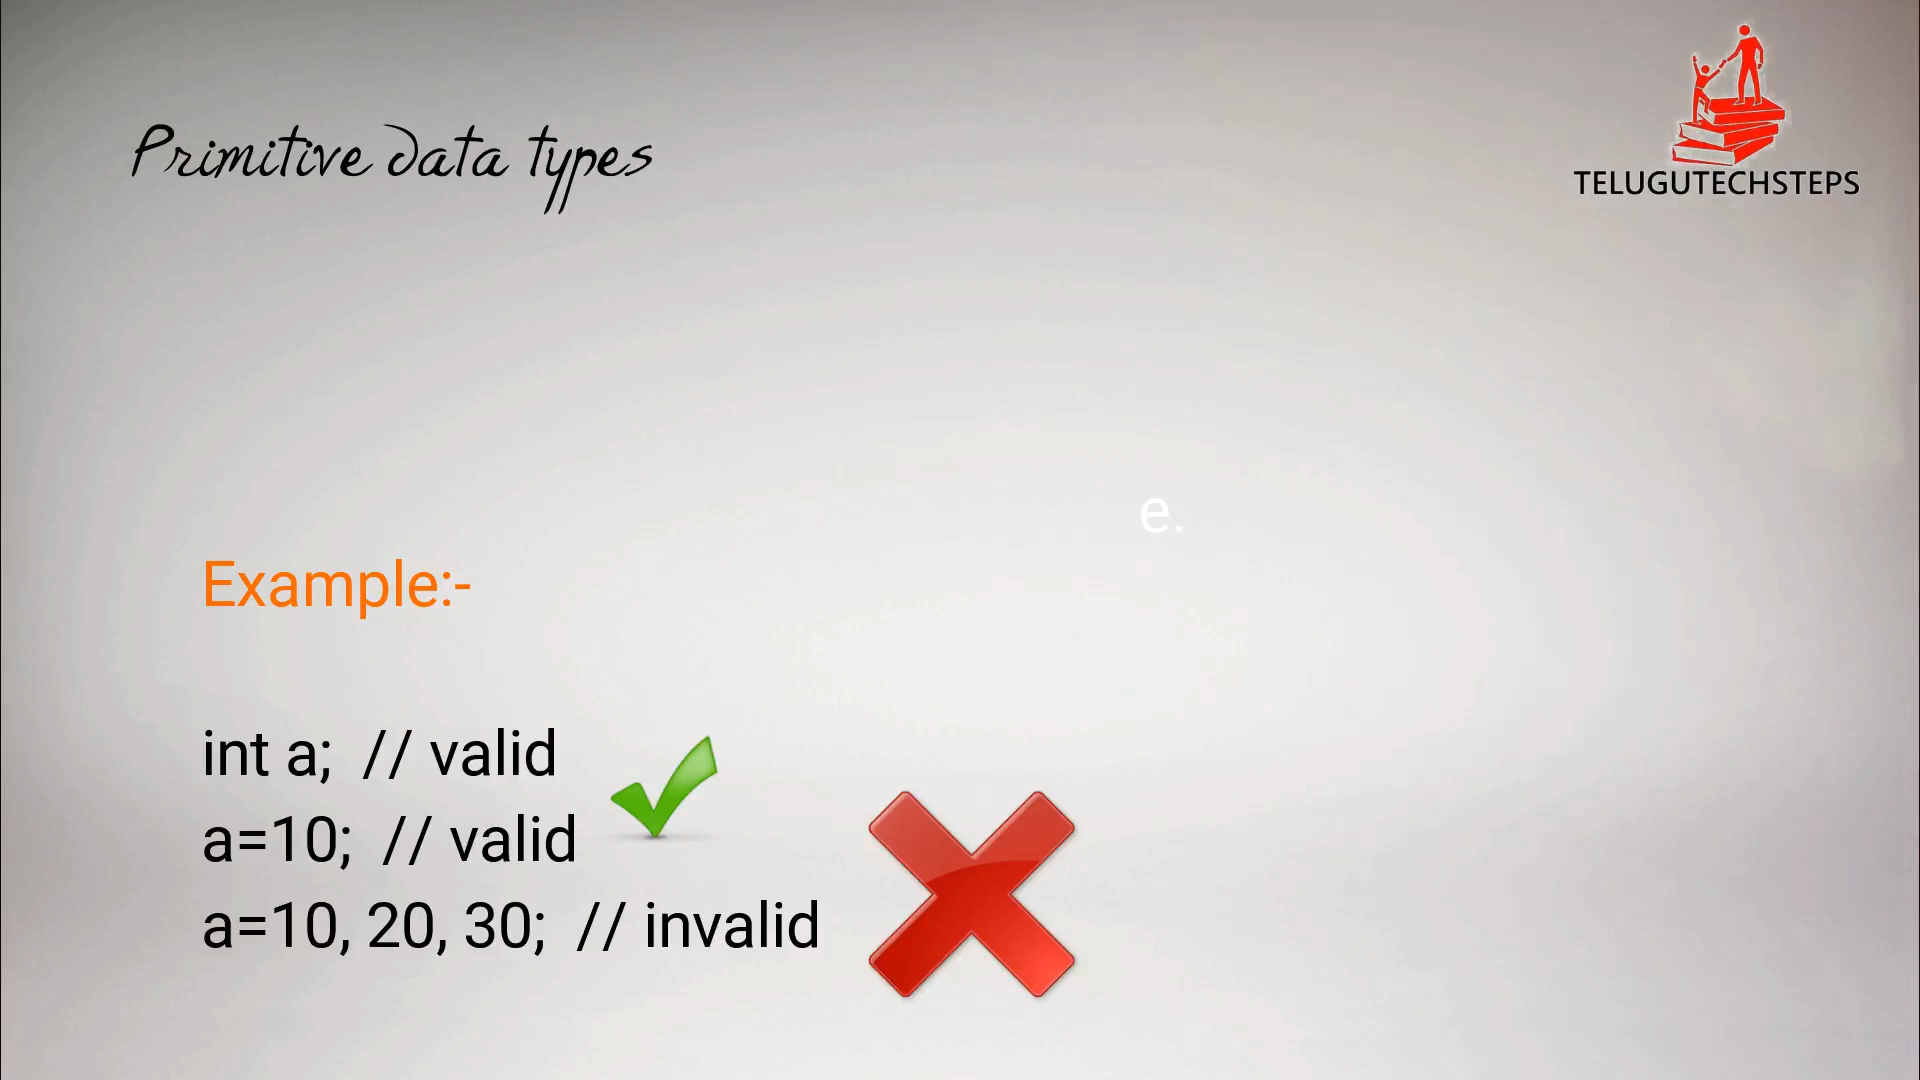 TELUGUTECHSTEPS
Primitive data types
e.
Example:-
int a;  // valid
a=10;  // valid
a=10, 20, 30;  // invalid